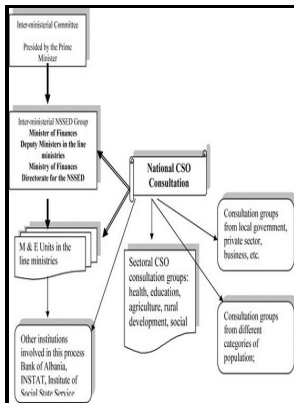 Inter-ministerial Committee
Presided by the Prime
Minister
Inter-ministerial NSSED Group
Minister of Finances
Deputy Ministers in the line
ministries
Ministry of Finances
Directorate for the NSSED
National CSO
Consultation
M & E Units in the
line ministries
Other institutions
involved in this process
Bank of Albania,
INSTAT, Institute of
Social State Service
Sectoral CSO
consultation groups:
health, education,
agriculture, rural
development, social
Consultation groups
from local government,
private sector,
business, etc.
Consultation groups
from different
categories of
population;